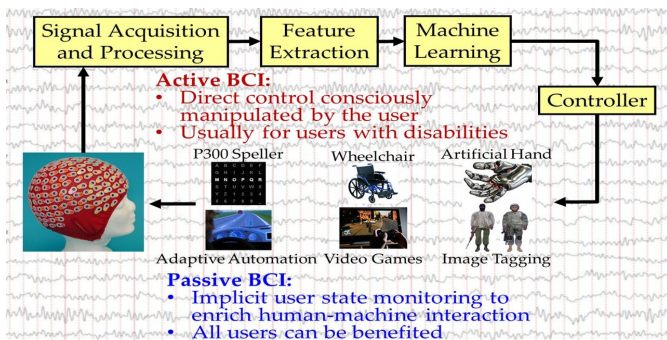 Signal Acquisition
and Processing
Feature
Extraction
Machine
Learning
Controller
Active BCI:
• Direct control consciously
manipulated by the user
• Usually for users with disabilities
P300 Speller
Wheelchair
Artificial Hand
M N O P Q R
Adaptive Automation
Video Games
Image Tagging
Passive BCI:
• Implicit user state monitoring to
enrich human-machine interaction
• All users can be benefited